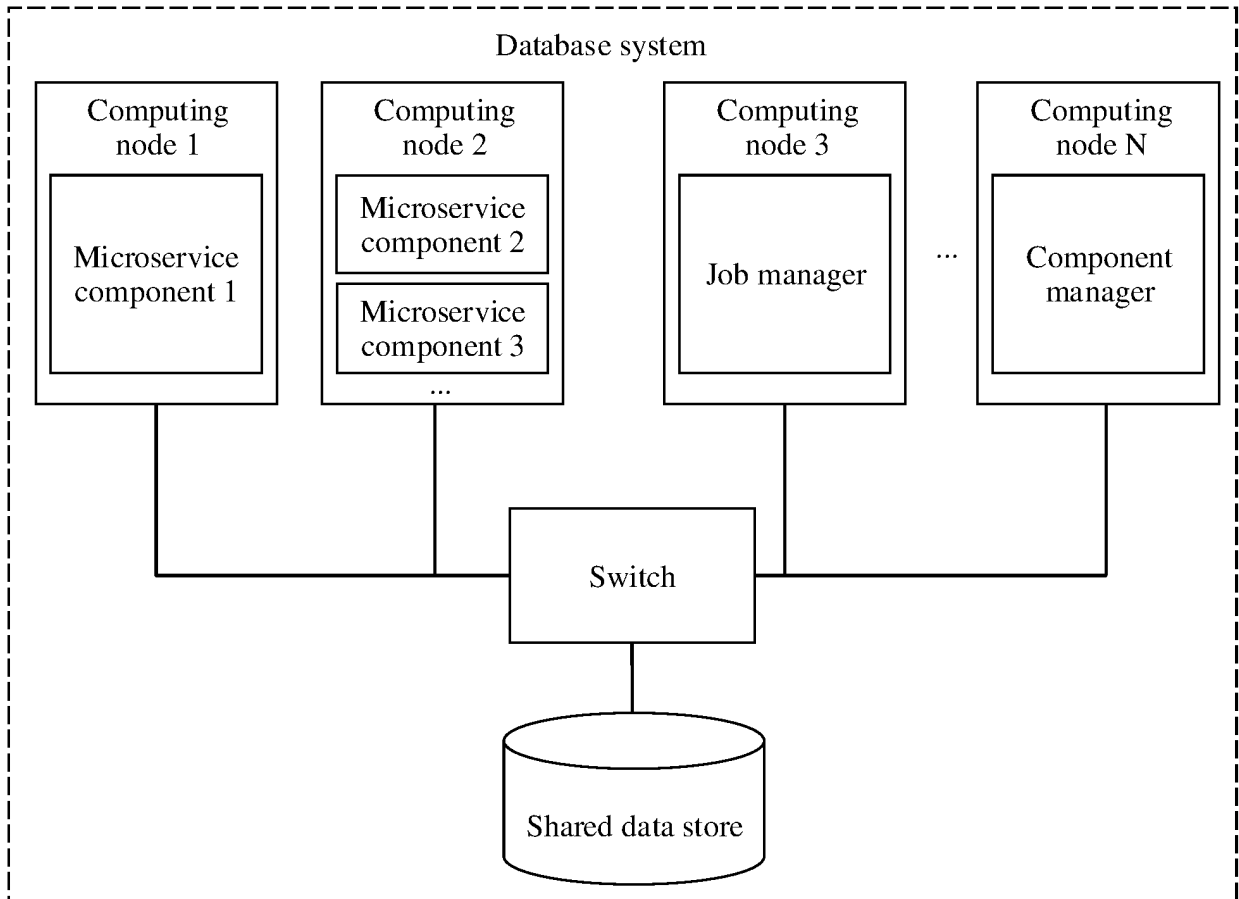 Database system
Computing
node 1
Microservice
component 1
Computing
node 2
Microservice
component 2
Microservice
component 3
...
Computing
node 3
Job manager
...
Computing
node N
Component
manager
Switch
Shared data store